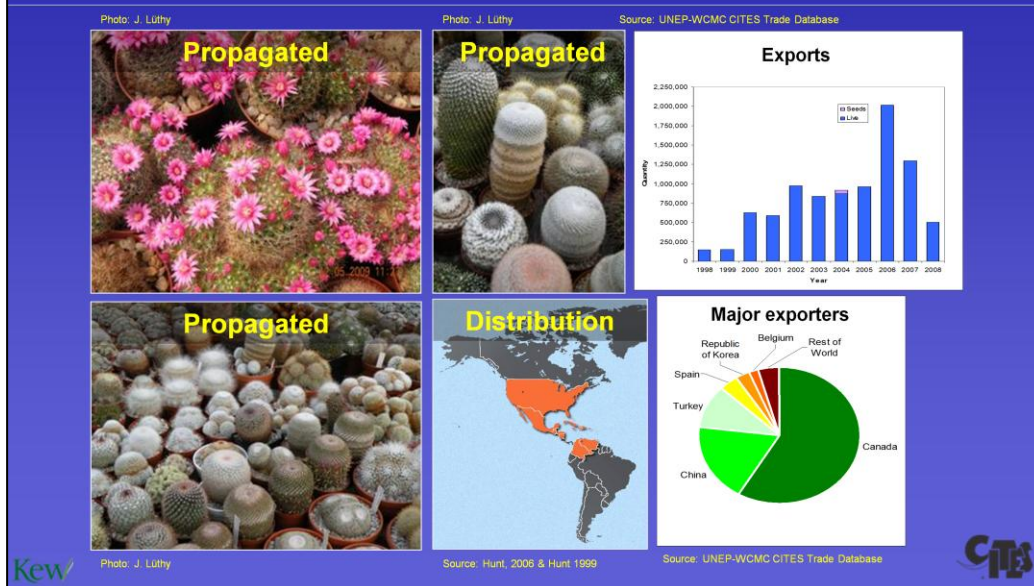 Photo: J. Lüthy
Photo: J. Lüthy
Source: UNEP-WCMC CITES Trade Database
Propagated
Propagated
Exports
2,250,000
2,000,000
1,750,000
1,500,000
1,250,000
1,000,000
750,000
500,000
250,000
0
Quantity
Seeds
Live
1998 1999 2000 2001 2002 2003 2004 2005 2006 2007 2008
Year
05 2009 11:2
Propagated
Distribution
Major exporters
Republic
of Korea
Belgium
Rest of
World
Spain
Turkey
China
Canada
Kew
Photo: J. Lüthy
Source: Hunt, 2006 & Hunt 1999
Source: UNEP-WCMC CITES Trade Database
CITES